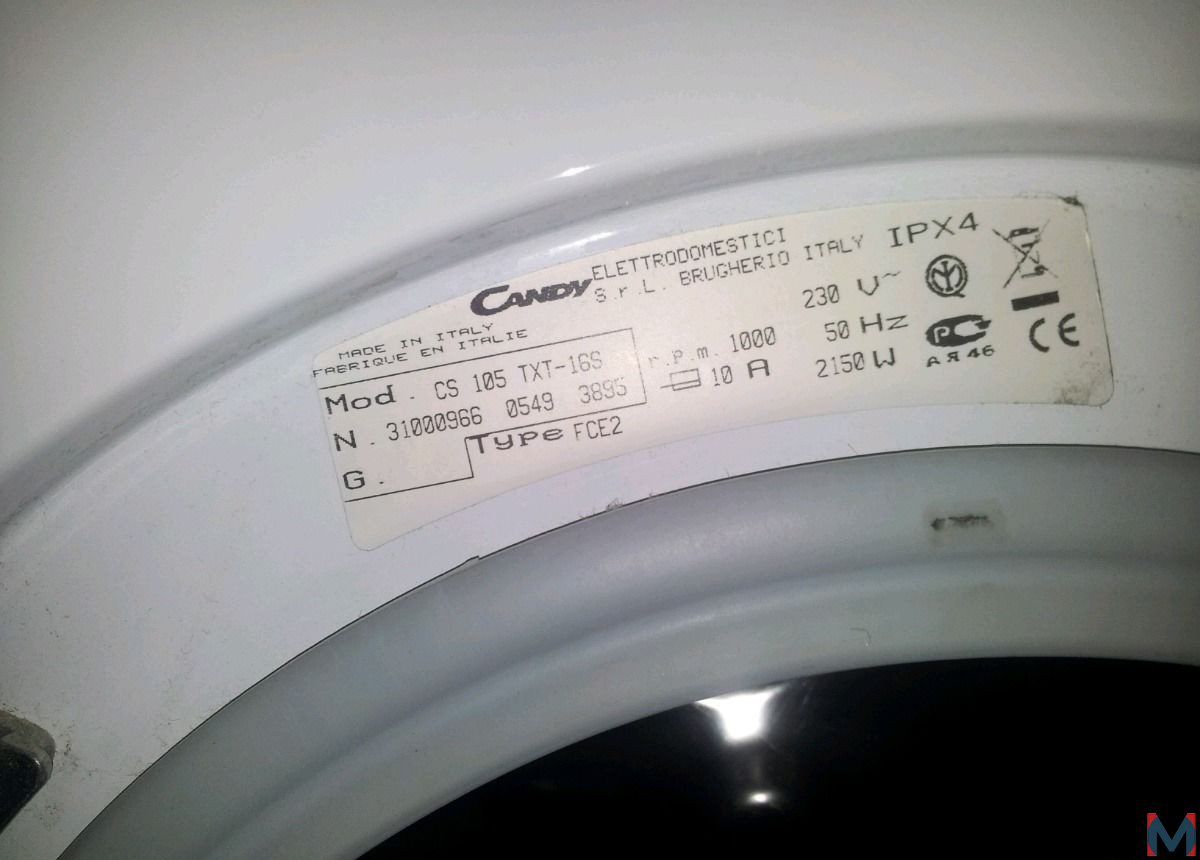 MADE IN ITALY
FABRIQUE EN ITALIE
CANDY ELETTRODOMESTICI
S.r.L. BRUGHERIO ITALY
IPX4
Mod. CS 105 TXT-16S
N. 31000966 0549 3895
G.
Type FCE2
r.p.m. 1000
10 A
230 V~
50 Hz
2150 W
РС
АЯ46
CE
M